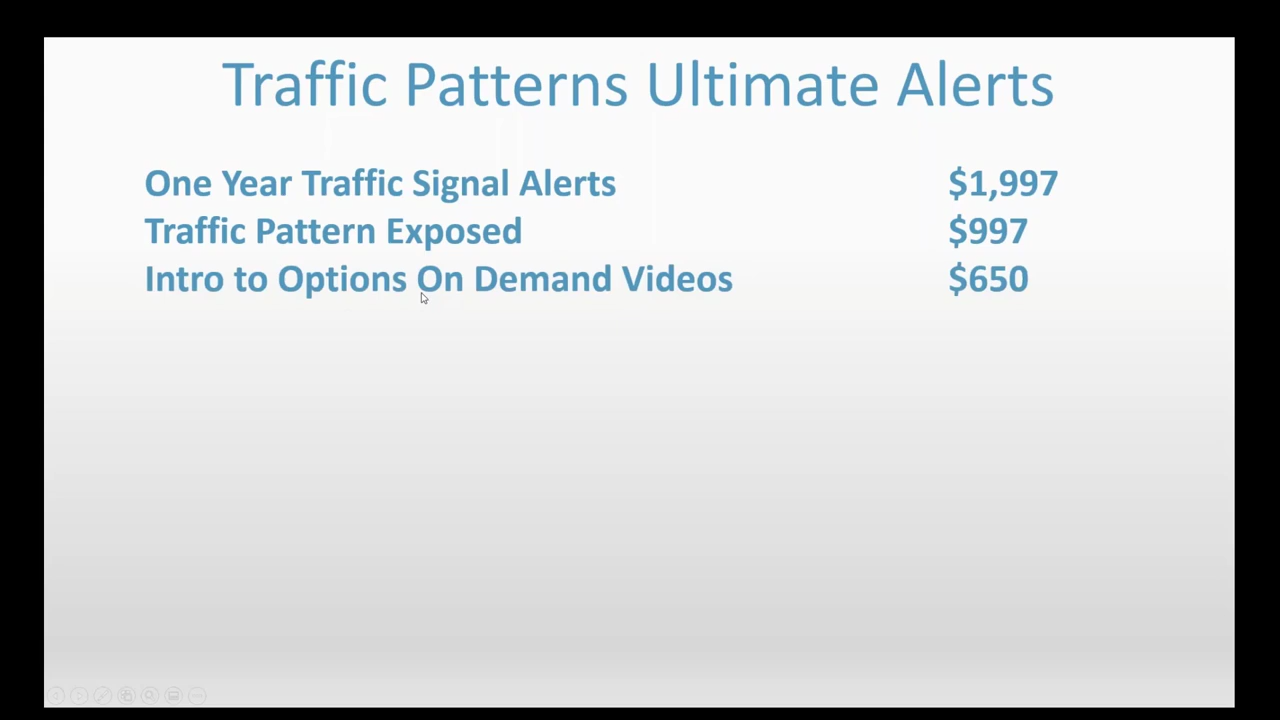 Traffic Patterns Ultimate Alerts
One Year Traffic Signal Alerts $1,997
Traffic Pattern Exposed $997
Intro to Options On Demand Videos $650